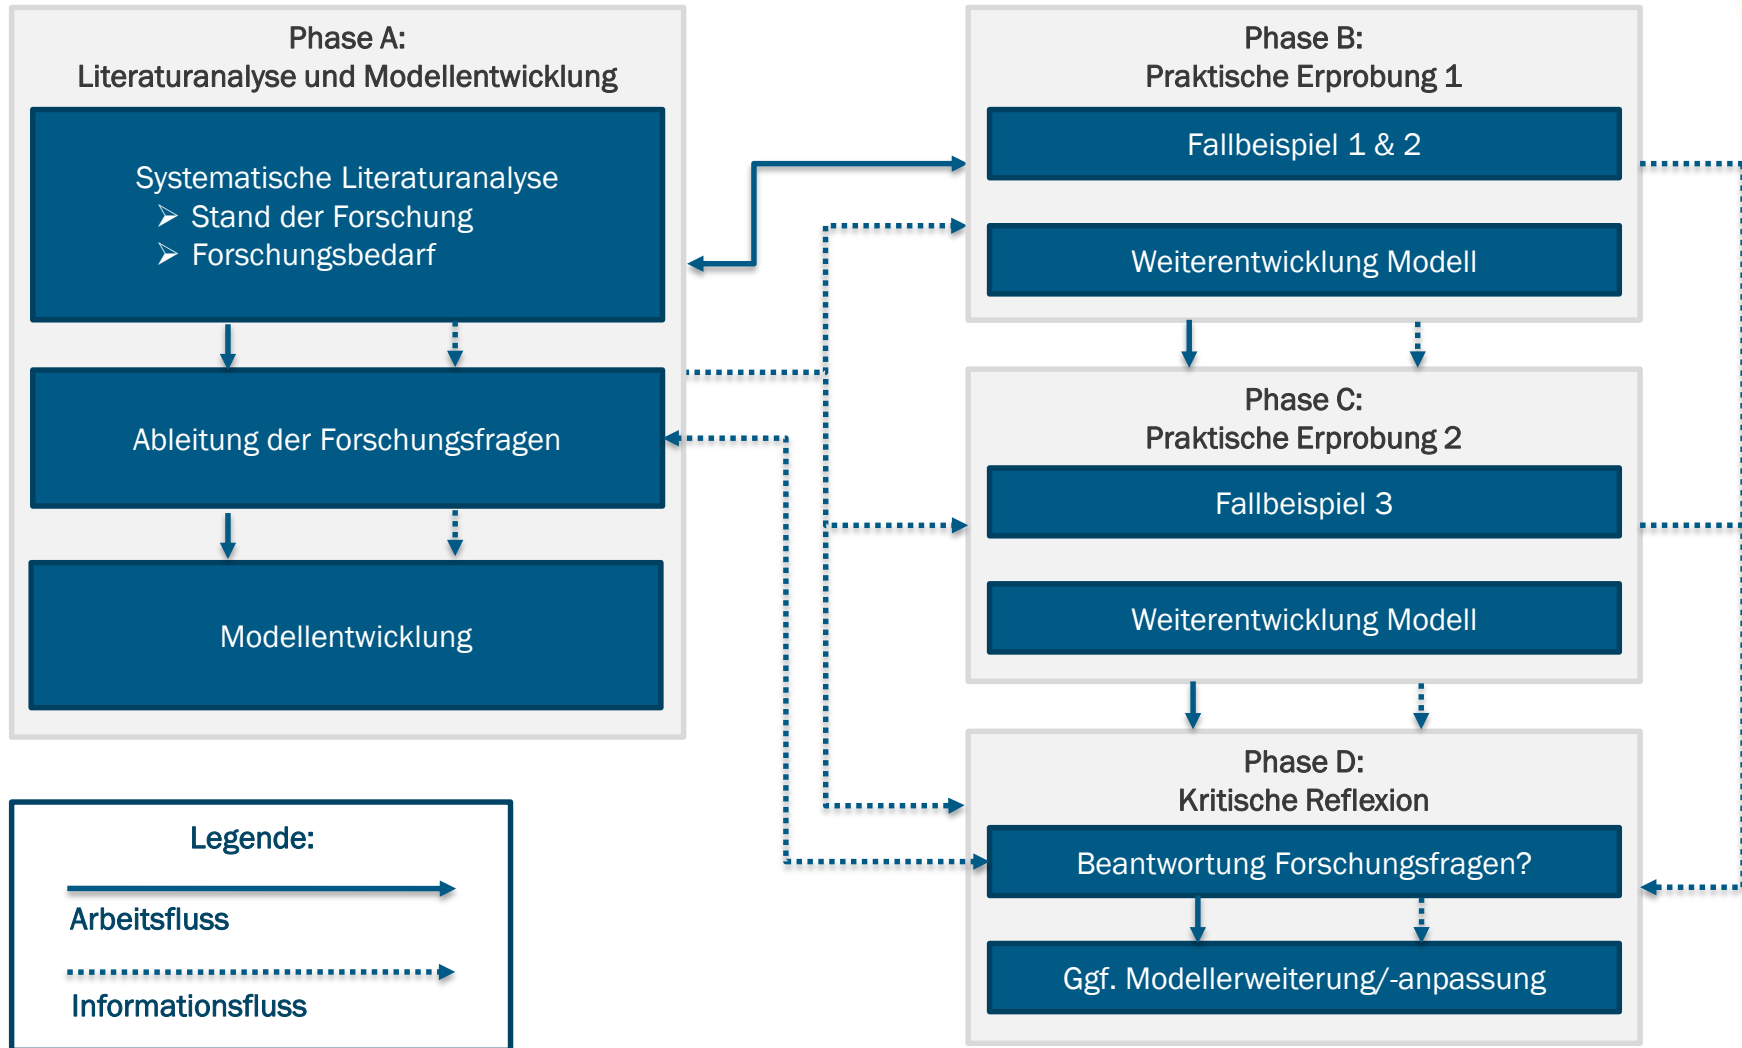 Phase A:
Literaturanalyse und Modellentwicklung
Systematische Literaturanalyse
➢ Stand der Forschung
➢ Forschungsbedarf
Ableitung der Forschungsfragen
Modellentwicklung
Legende:
Arbeitsfluss
Informationsfluss
Phase B:
Praktische Erprobung 1
Fallbeispiel 1 & 2
Weiterentwicklung Modell
Phase C:
Praktische Erprobung 2
Fallbeispiel 3
Weiterentwicklung Modell
Phase D:
Kritische Reflexion
Beantwortung Forschungsfragen?
Ggf. Modellerweiterung/-anpassung